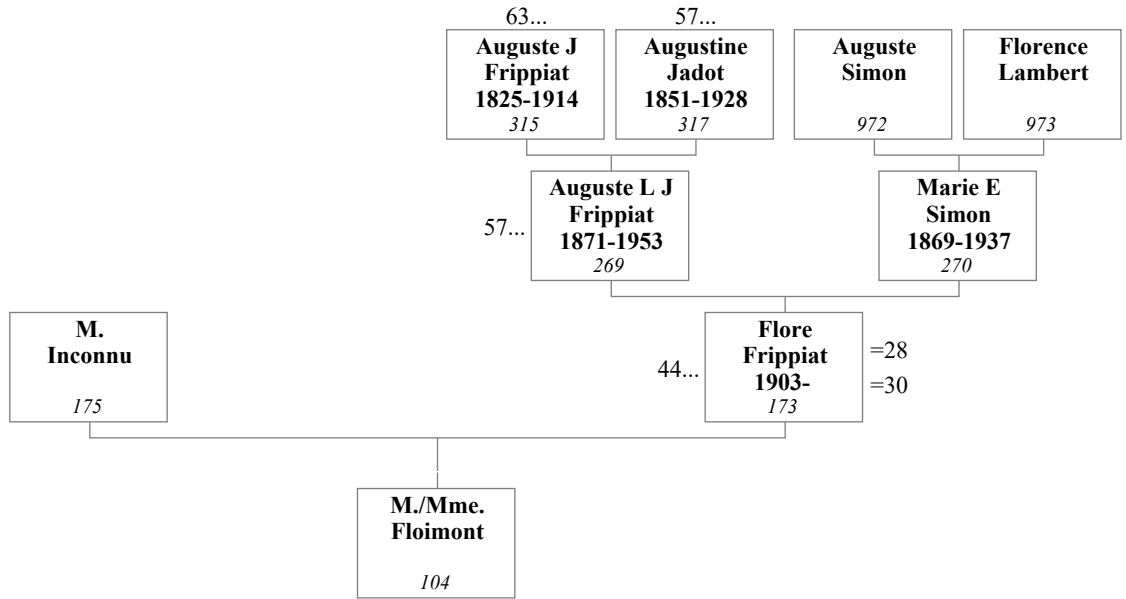 63...
57...
Auguste J
Frippiat
1825-1914
315
Augustine
Jadot
1851-1928
317
Auguste
Simon
972
Florence
Lambert
973
57...
Auguste L J
Frippiat
1871-1953
269
Marie E
Simon
1869-1937
270
M.
Inconnu
175
44...
Flore
Frippiat
1903-
173
=28
=30
M./Mme.
Floimont
104